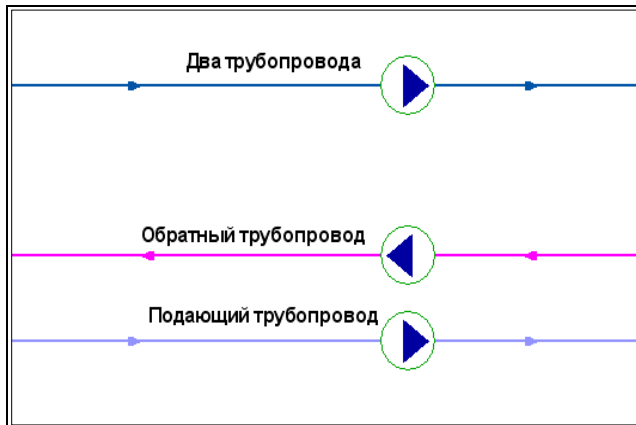 Два трубопровода
Обратный трубопровод
Подающий трубопровод